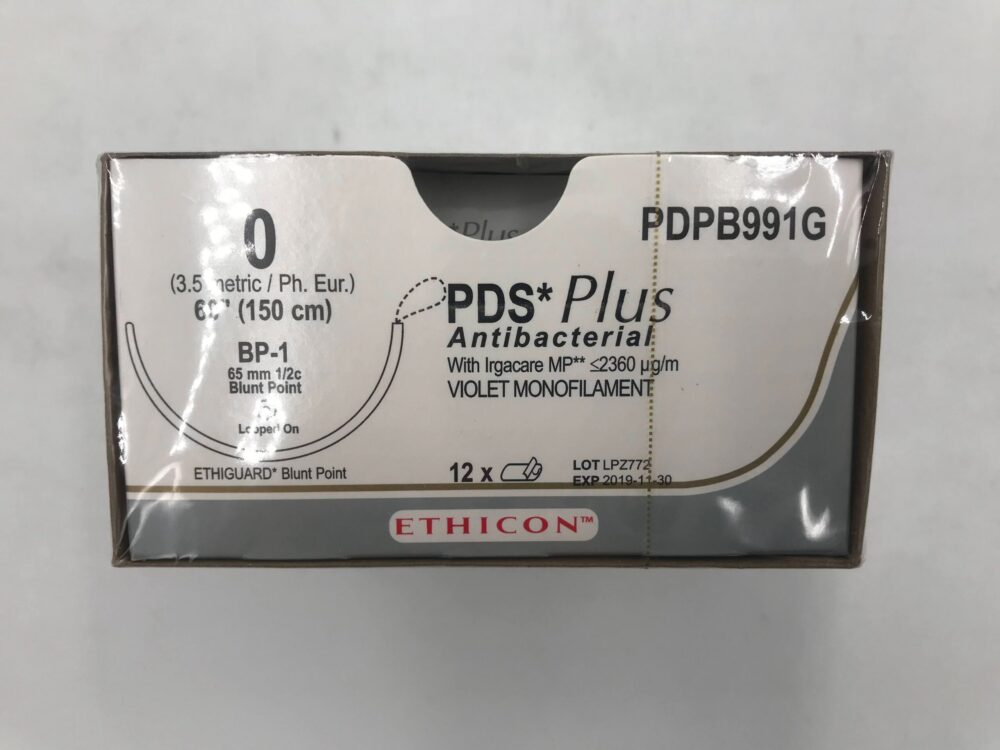 0
(3.5 metric / Ph. Eur.)
(150 cm)
BP-1
65 mm 1/2c
Blunt Point
Looped On
ETHIGUARD* Blunt Point
*Plus
PDPB991G
PDS* Plus
Antibacterial
With Irgacare MP** ≤2360 µg/m
VIOLET MONOFILAMENT
12 x
LOT LPZ772
EXP 2019-11-30
ETHICON™